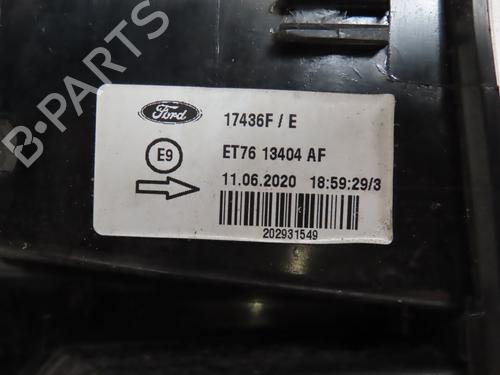 Ford
17436F / E
E9
ET76 13404 AF
11.06.2020 18:59:29/3
202931549
B-PARTS